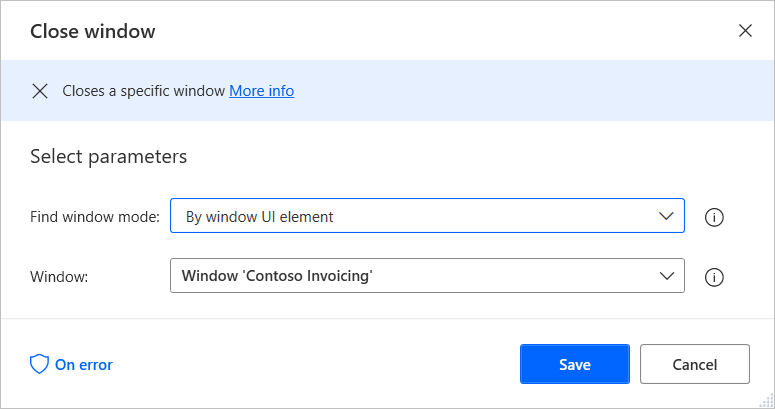 Close window
Closes a specific window More info
Select parameters
Find window mode: By window UI element
Window: Window 'Contoso Invoicing'
On error Save Cancel